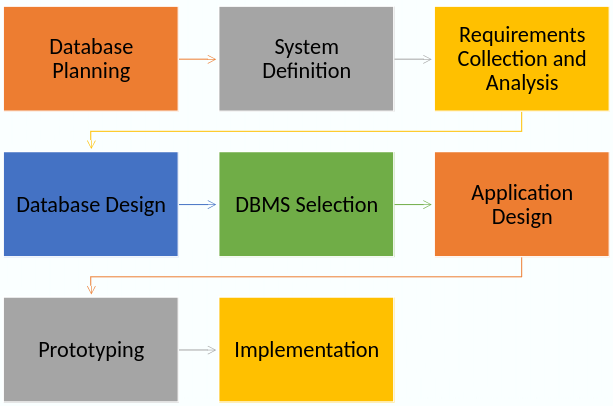 Database
Planning
System
Definition
Requirements
Collection and
Analysis
Database Design
DBMS Selection
Application
Design
Prototyping
Implementation